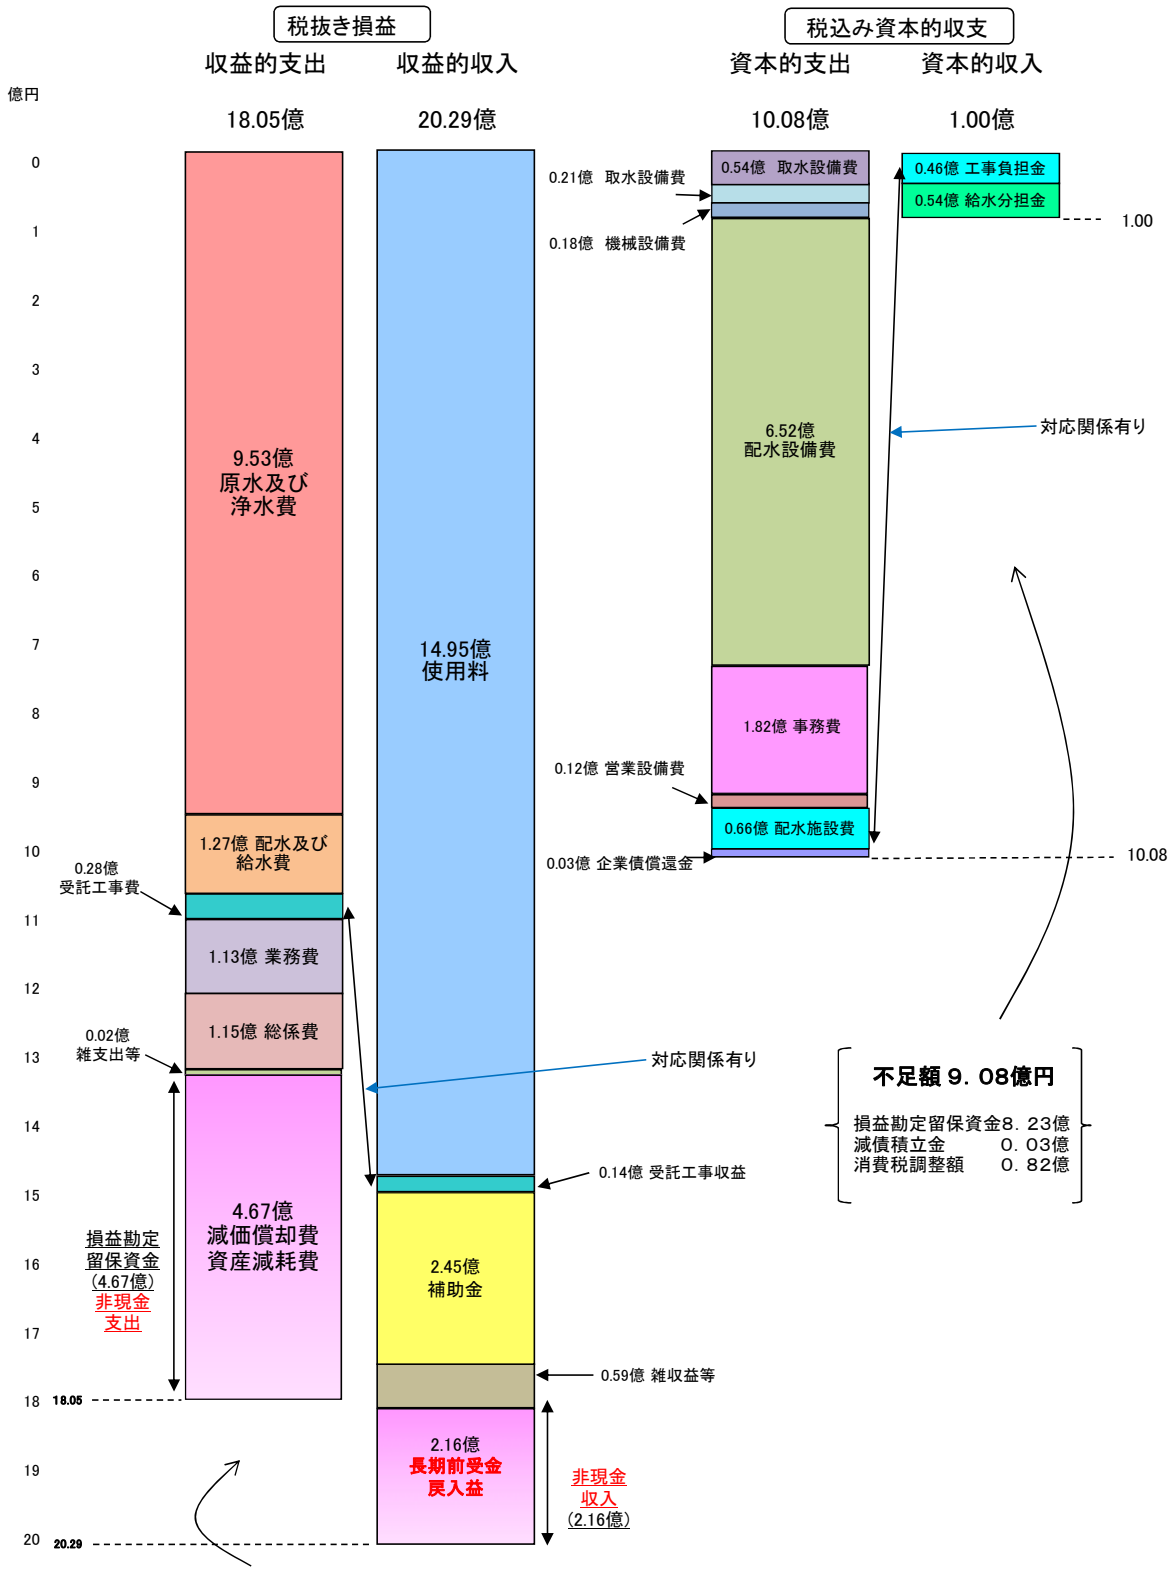 税抜き損益
税込み資本的収支
収益的支出
収益的収入
資本的支出
資本的収入
億円
18.05億
20.29億
10.08億
1.00億
0
1
2
3
4
5
6
7
8
9
10
11
12
13
14
15
16
17
18
19
20
9.53億
原水及び
浄水費
1.27億 配水及び
給水費
0.28億
受託工事費
1.13億 業務費
1.15億 総係費
0.02億
雑支出等
4.67億
減価償却費
資産減耗費
損益勘定
留保資金
(4.67億)
非現金
支出
18.05
20.29
14.95億
使用料
対応関係有り
0.14億 受託工事収益
2.45億
補助金
0.59億 雑収益等
2.16億
長期前受金
戻入益
非現金
収入
(2.16億)
0.54億 取水設備費
0.21億 取水設備費
0.18億 機械設備費
6.52億
配水設備費
1.82億 事務費
0.12億 営業設備費
0.66億 配水施設費
0.03億 企業債償還金
10.08
0.46億 工事負担金
0.54億 給水分担金
1.00
対応関係有り
不足額 9．08億円
損益勘定留保資金8．23億
減債積立金 0．03億
消費税調整額 0．82億